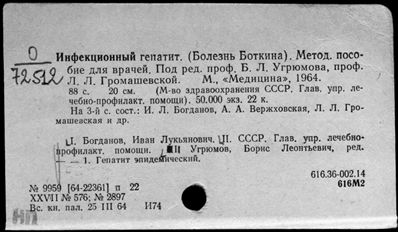 О
72512
Инфекционный гепатит. (Болезнь Боткина). Метод. посо-
бие для врачей. Под ред. проф. Б. Л. Угрюмова, проф.
Л. Л. Громашевской. М., «Медицина», 1964.
88 с. 20 см. (М-во здравоохранения СССР. Глав. упр. ле-
чебно-профилакт. помощи). 50.000 экз. 22 к.
На 3-й с. сост.: И. Л. Богданов, А. А. Вержховская, Л. Л. Гро-
машевская и др.
I. Богданов, Иван Лукьянович. II. СССР. Глав. упр. лечебно-
профилакт. помощи. III Угрюмов, Борис Леонтьевич, ред.
— 1. Гепатит эпидемический.
616.36-002.14
616М2
№ 9959 [64-22361] п 22
XXVII № 576; № 2897
Вс. кн. пал. 25 III 64 И74